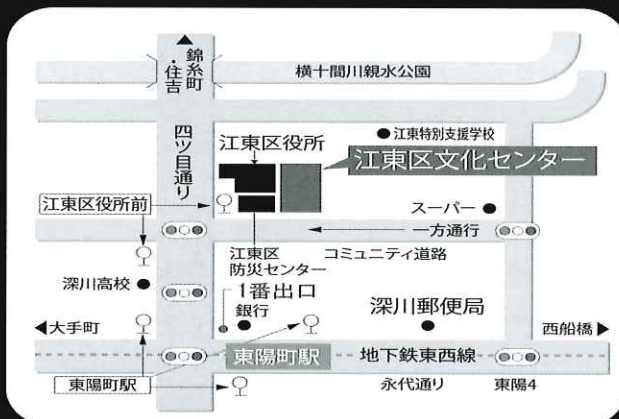 錦糸町・住吉
横十間川親水公園
四ツ目通り
江東区役所
江東特別支援学校
江東区文化センター
江東区役所前
スーパー
一方通行
江東区
防災センター
コミュニティ道路
深川高校
1番出口
銀行
深川郵便局
大手町
西船橋
東陽町駅
地下鉄東西線
東陽町駅
永代通り
東陽4